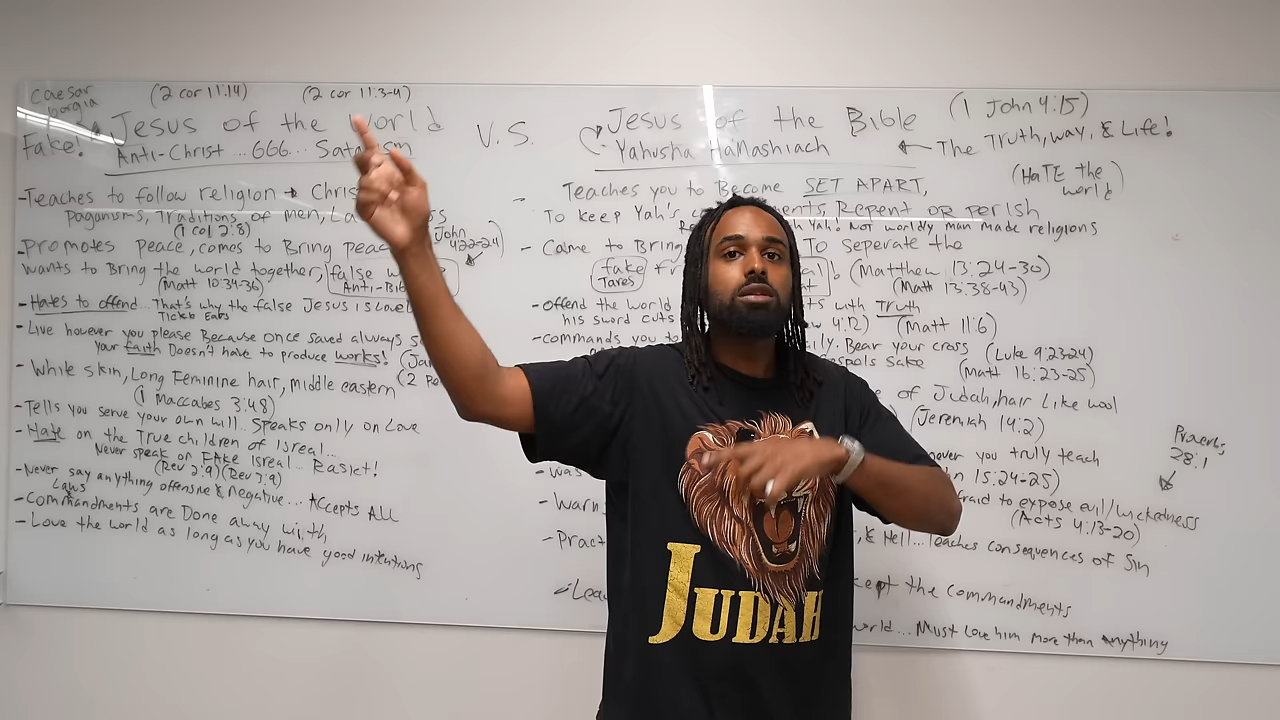 Caesar
Borgia
(2 cor 11:14)
(2 cor 11:3-4)
Fake!
Jesus of the World
Anti-Christ...666... Satanism
-Teaches to follow religion → Chris
paganisms, Traditions of men, La
(1 col 2:8)
-promotes peace, comes to Bring peac
John
4:22-24)
wants to Bring the world together, false w
(Matt 10:34-36)
Anti-Bib
-Hates to offend... That's why the false Jesus is Love
Tickle Ears
-Live however you please Because once saved always s
your faith Doesn't have to produce works! (Ja
- White skin, Long Feminine hair, middle eastern (2 Pe
(1 Maccabes 3:48)
-Tells you serve your own will.. Speaks only on Love
-Hate on the True children of Isreal...
Never speak on FAke Isreal... Rasict!
(Rev 2:9)(Rev 3:9)
-Never say anything offensive & Negative... Accepts All
Laws
-Commandments are Done away with
-Love the world as long as you have good intentions
V.S.
Jesus of the Bible (1 John 4:15)
Yahusha HaMashiach
← The Truth, way, & Life!
(HaTE the
world)
- Teaches you to Become SET APART,
To keep Yah's ments, Repent or perish
h Yah! Not worldly man made religions
- Came to Bring To Seperate the
fake
Tares
(Matthew 13:24-30)
(Matt 13:38-43)
-offend the world ts with Truth
his sword cuts 4:12) (Matt 11:6)
-commands you to ily. Bear your cross
ospels sake
(Luke 9:23-24)
(Matt 16:23-25)
e of Judah, hair Like wool
(Jeremiah 14:2)
never you truly teach
n 15:24-25)
Proverbs
28:1
-Was
-Warn
fraid to expose evil/wickedness
(Acts 4:13-20)
-Pract
, & Hell... Teaches consequences of Sin
Lea
cept the commandments
world... Must Love him more than Anything
JUDAH